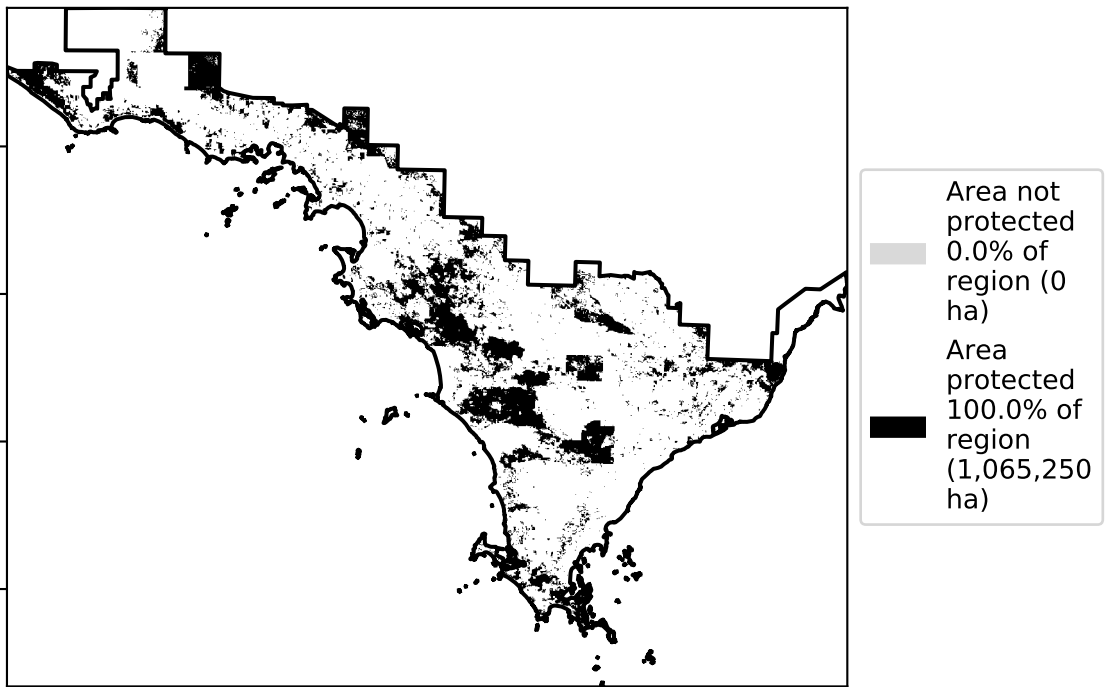 Area not
protected
0.0% of
region (0
ha)
Area
protected
100.0% of
region
(1,065,250
ha)